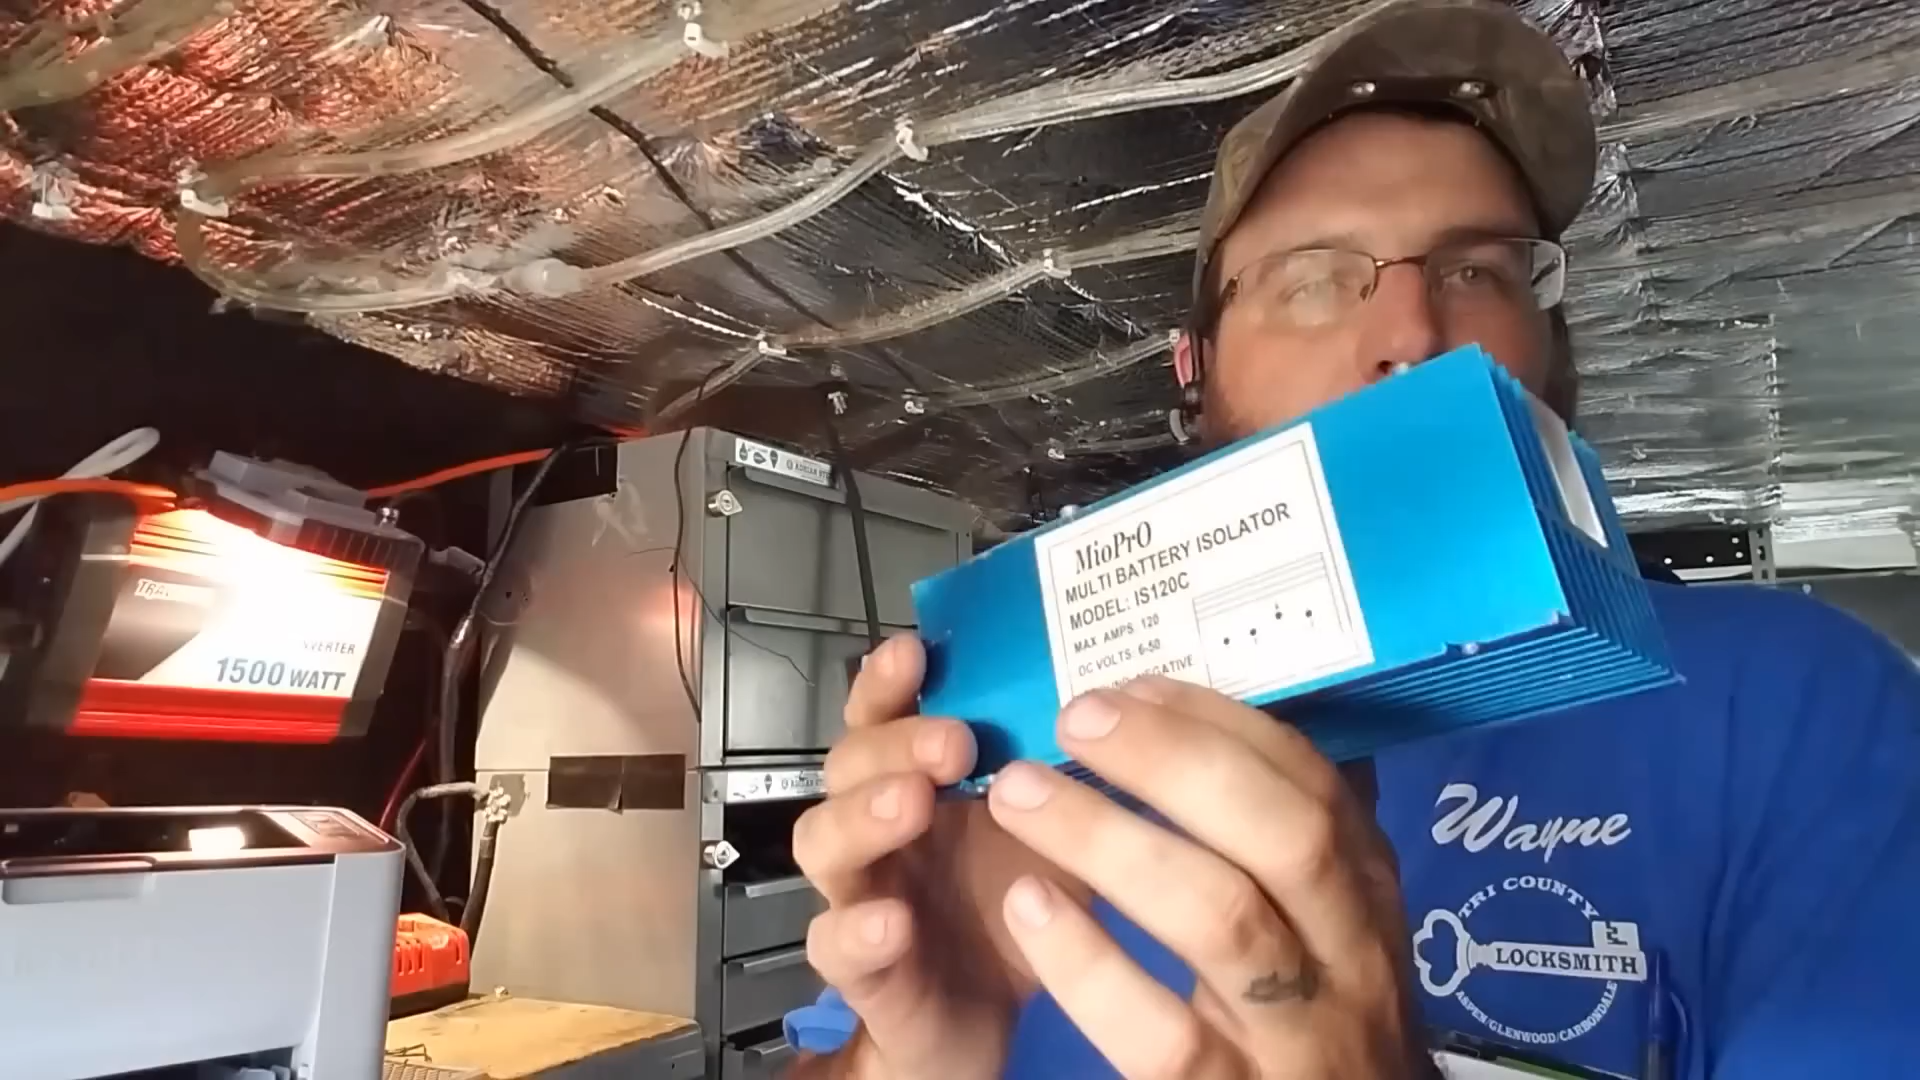 MioPrO
MULTI BATTERY ISOLATOR
MODEL: IS120C
MAX AMPS 120
DC VOLTS: 6-50
NEGATIVE
1500 WATT
Wayne
TRI COUNTY
LOCKSMITH
ASPEN/GLENWOOD/CARBONDALE